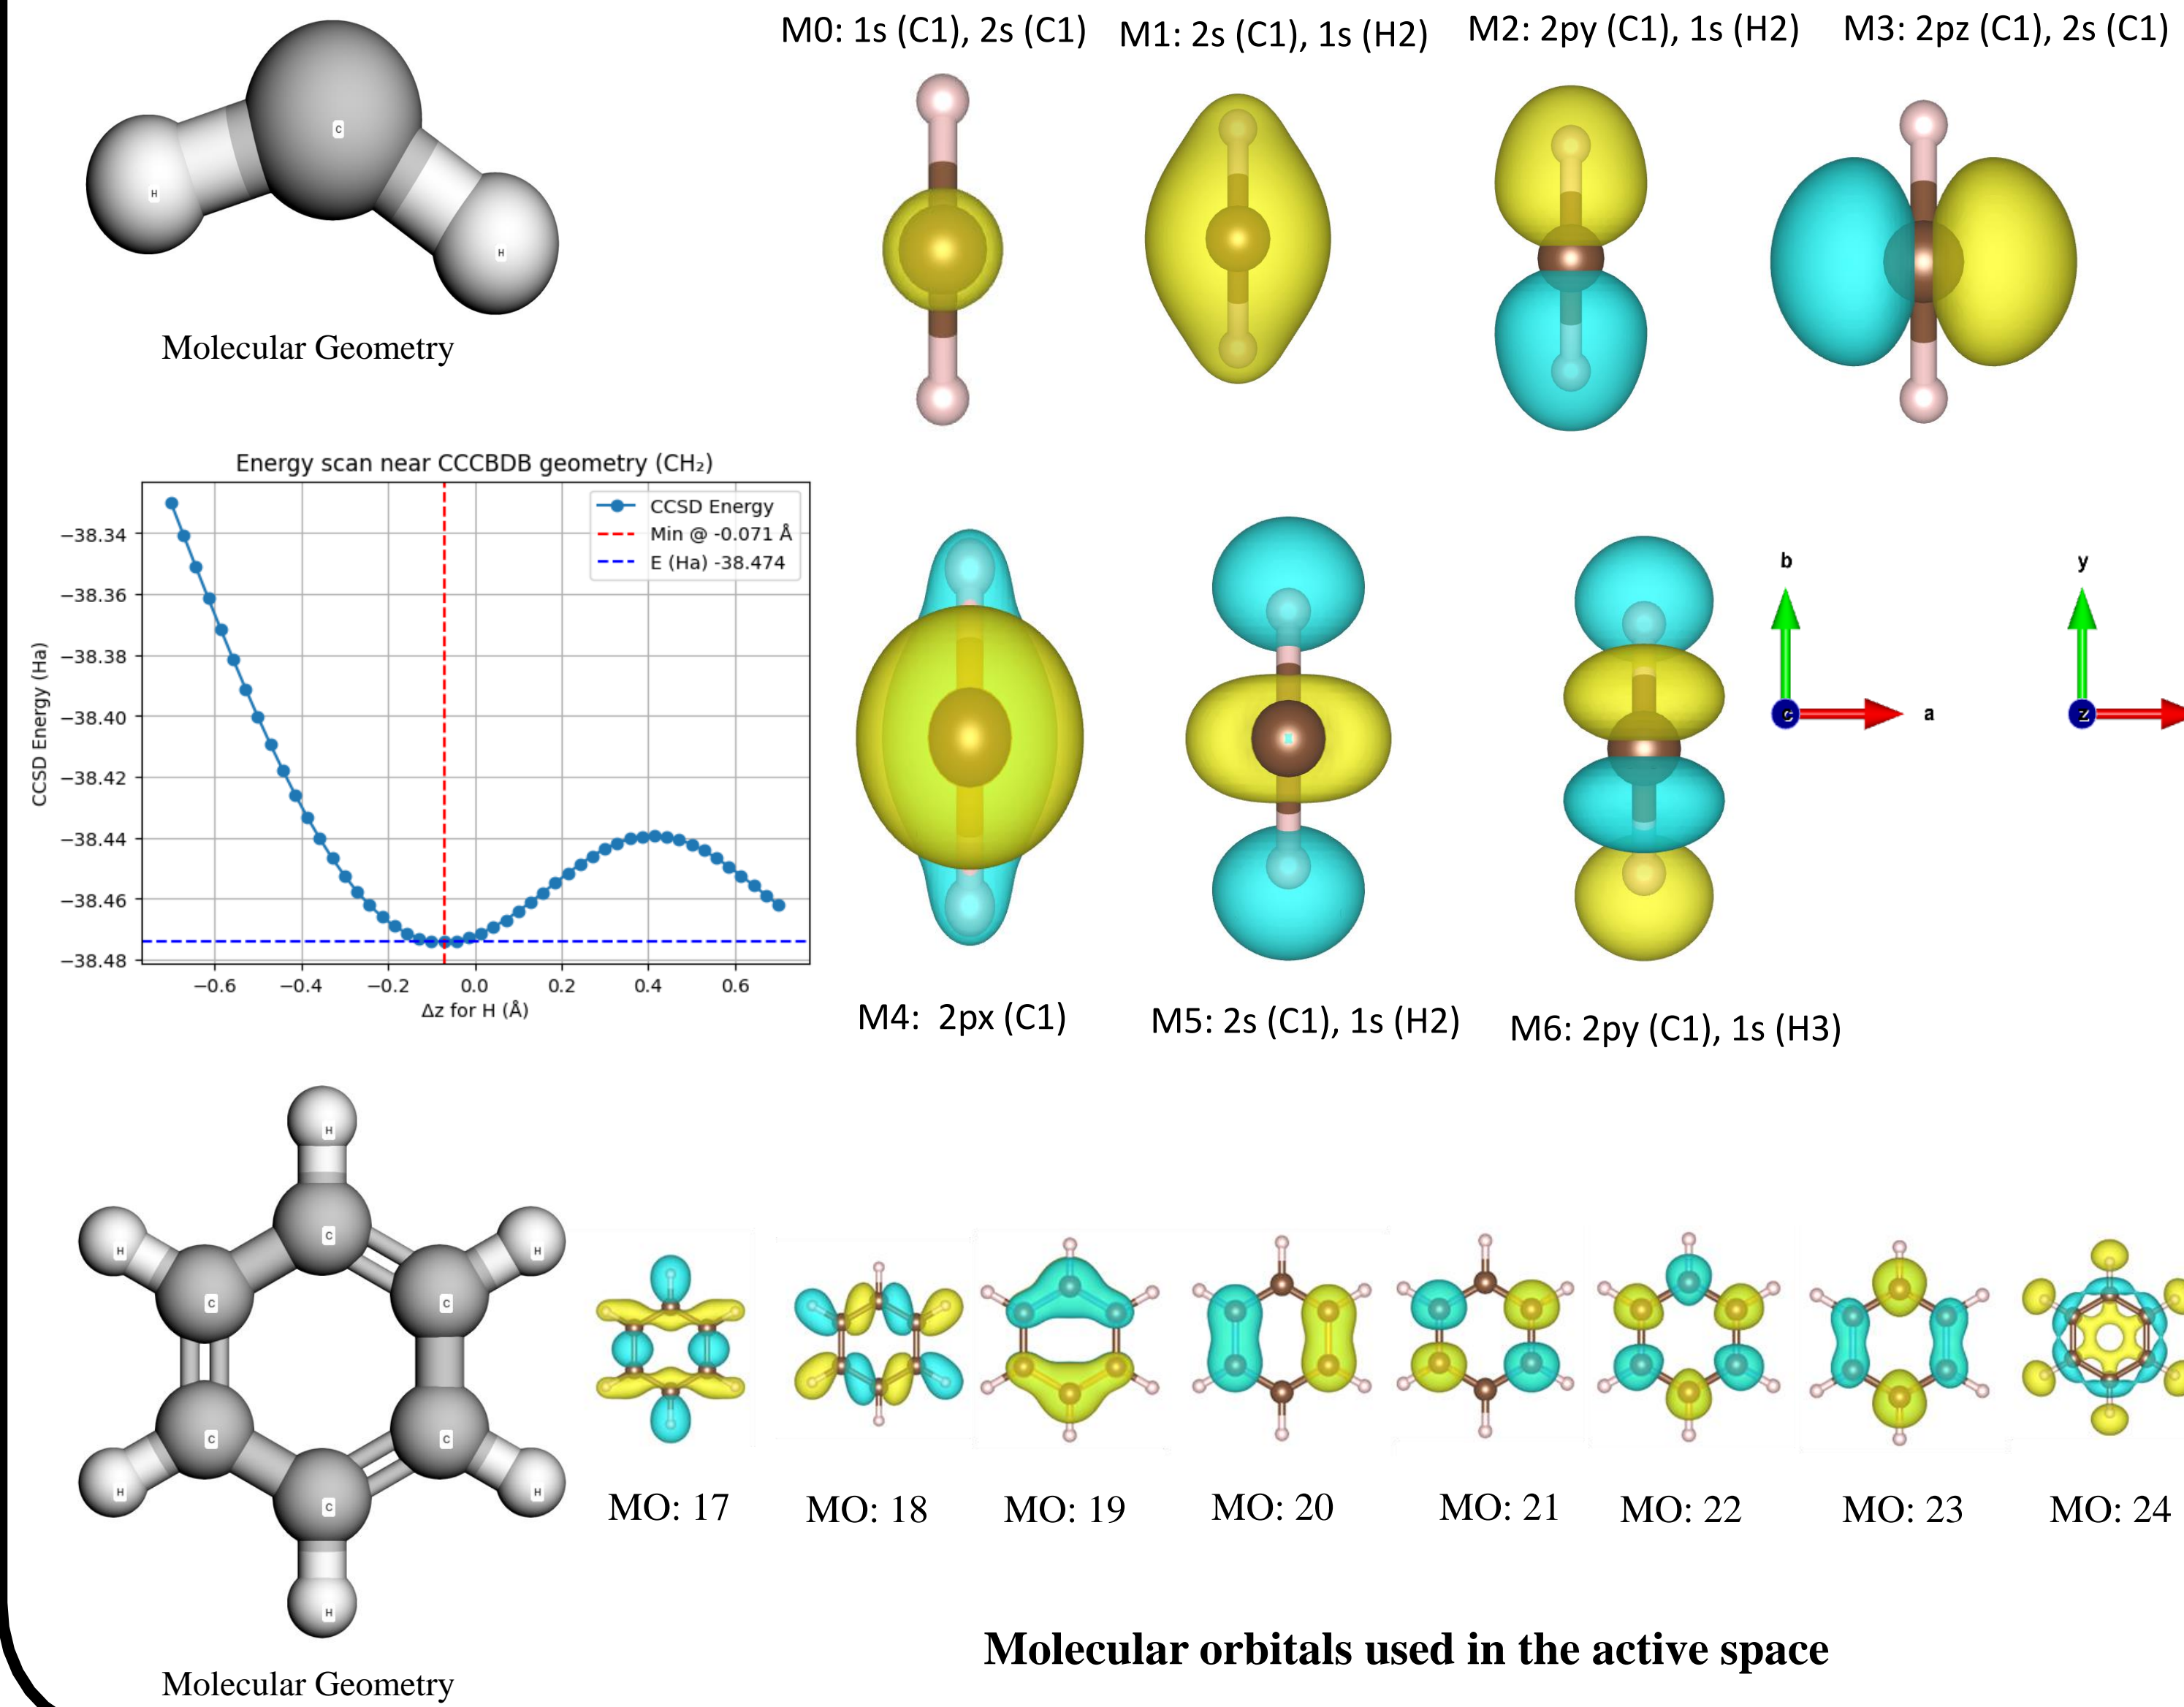 M0: 1s (C1), 2s (C1)
M1: 2s (C1), 1s (H2)
M2: 2py (C1), 1s (H2)
M3: 2pz (C1), 2s (C1)
C
H
H
Molecular Geometry
Energy scan near CCCBDB geometry (CH₂)
CCSD Energy
Min @ -0.071 Å
E (Ha) -38.474
CCSD Energy (Ha)
−38.34
−38.36
−38.38
−38.40
−38.42
−38.44
−38.46
−38.48
−0.6
−0.4
−0.2
0.0
0.2
0.4
0.6
Δz for H (Å)
b
c
a
y
z
M4: 2px (C1)
M5: 2s (C1), 1s (H2)
M6: 2py (C1), 1s (H3)
H
H
C
H
C
C
C
C
H
C
H
H
Molecular Geometry
MO: 17
MO: 18
MO: 19
MO: 20
MO: 21
MO: 22
MO: 23
MO: 24
Molecular orbitals used in the active space